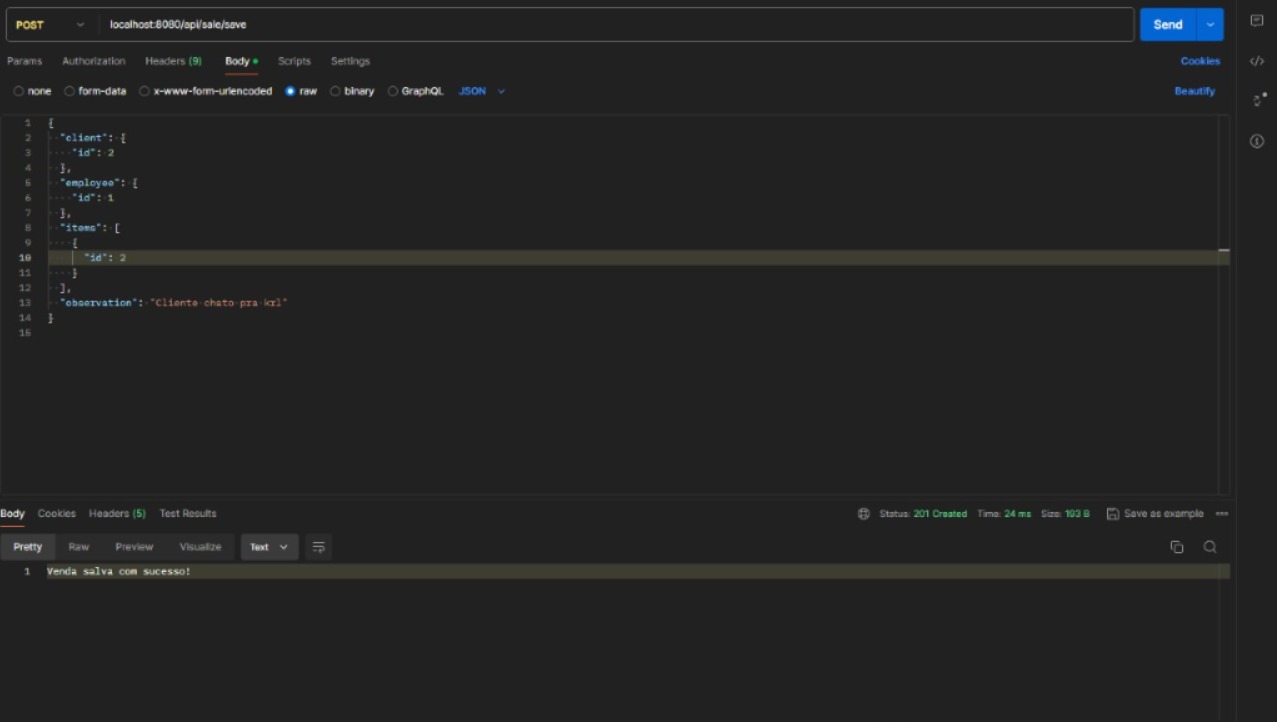 POST localhost:8080/api/sale/save Send
Params Authorization Headers (9) Body Scripts Settings Cookies
none form-data x-www-form-urlencoded raw binary GraphQL JSON Beautify
1 {
2 "client": {
3 "id": 2
4 },
5 "employee": {
6 "id": 1
7 },
8 "items": [
9 {
10 "id": 2
11 }
12 ],
13 "observation": "Cliente chato pra krl"
14 }
15
Body Cookies Headers (5) Test Results Status: 201 Created Time: 24 ms Size: 193 B Save as example
Pretty Raw Preview Visualize Text
1 Venda salva com sucesso!